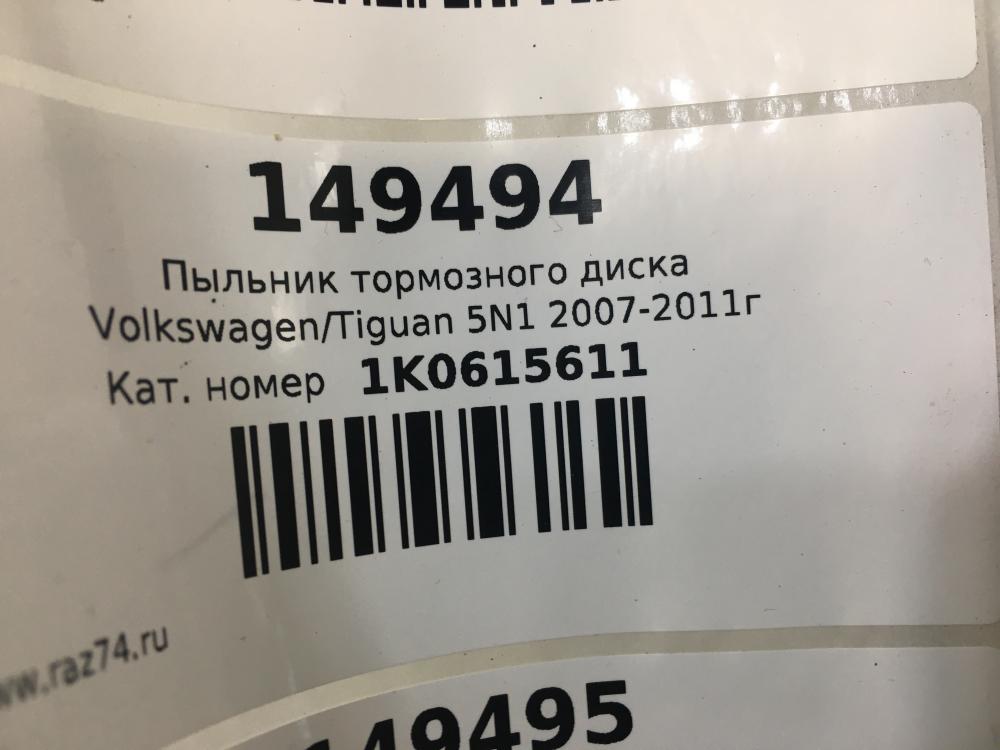 149494
Пыльник тормозного диска
Volkswagen/Tiguan 5N1 2007-2011г
Кат. номер 1K0615611
www.raz74.ru
149495